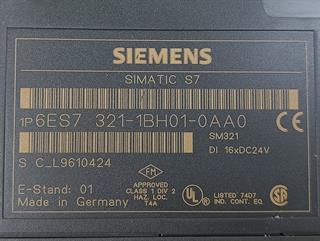 SIEMENS
SIMATIC S7
1P 6ES7 321-1BH01-0AA0
SM321
DI 16xDC24V
S C_L9610424
CE
E-Stand: 01
Made in Germany
FM
APPROVED
CLASS 1 DIV 2
HAZ. LOC.
T4A
UL
LISTED 74D7
IND. CONT. EQ.
SA